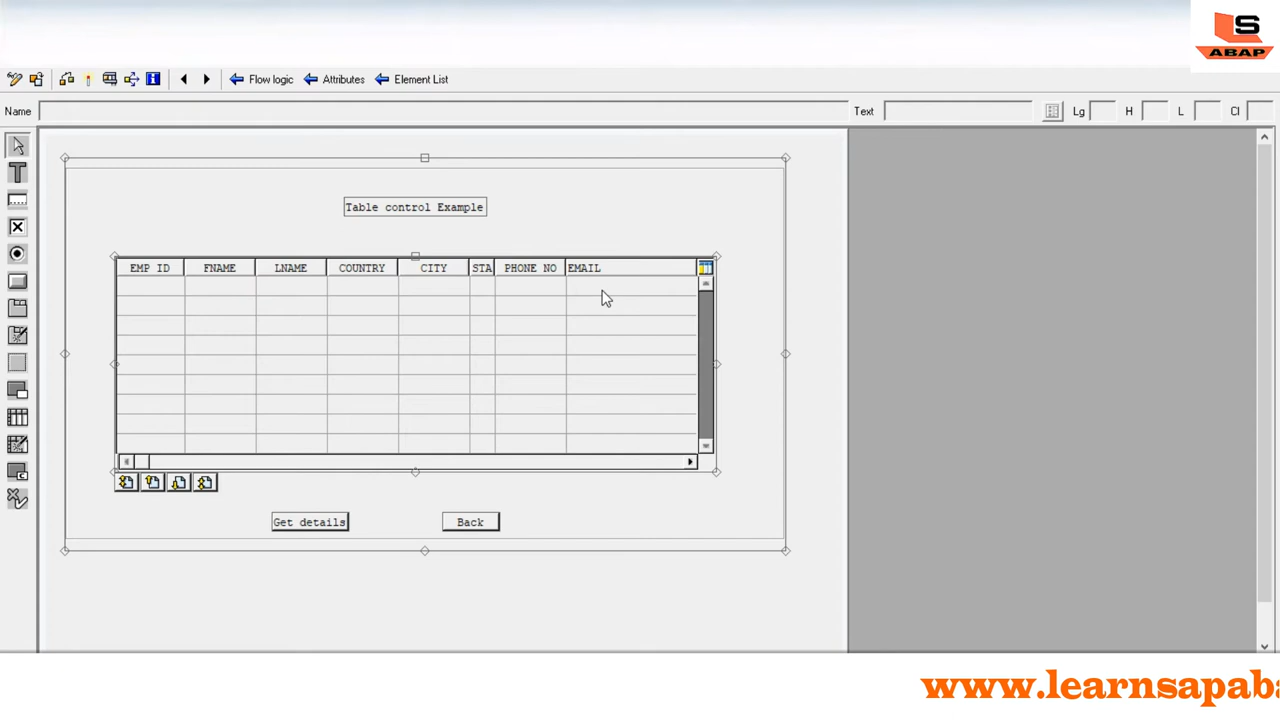 S
ABAP
Flow logic Attributes Element List
Name Text Lg H L Cl
Table control Example
EMP ID FNAME LNAME COUNTRY CITY STA PHONE NO EMAIL
Get details Back
www.learnsapaba